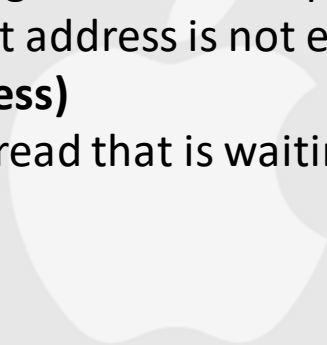 t address is not e
ess)
read that is waitin